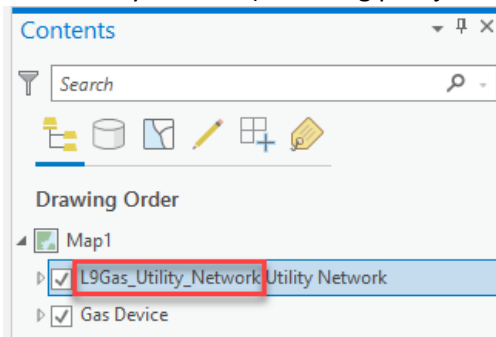 Contents
Search
Drawing Order
Map1
L9Gas_Utility_Network Utility Network
Gas Device